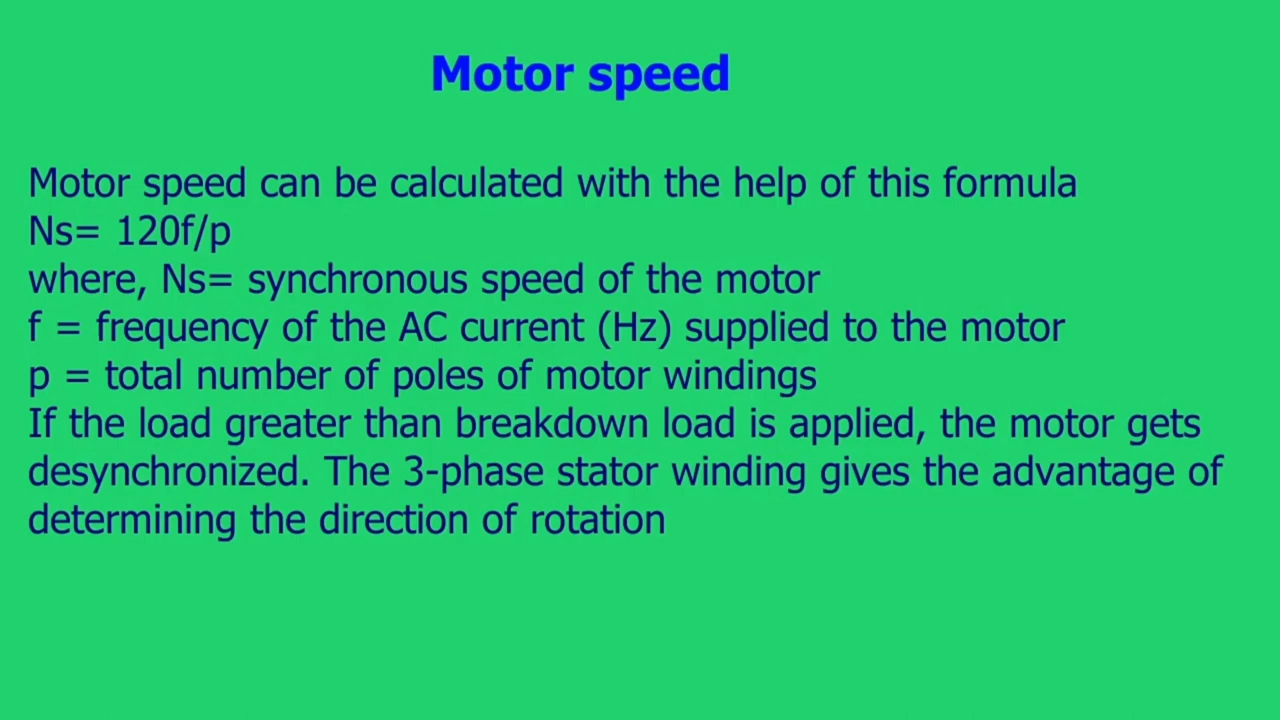 Motor speed
Motor speed can be calculated with the help of this formula
Ns= 120f/p
where, Ns= synchronous speed of the motor
f = frequency of the AC current (Hz) supplied to the motor
p = total number of poles of motor windings
If the load greater than breakdown load is applied, the motor gets
desynchronized. The 3-phase stator winding gives the advantage of
determining the direction of rotation